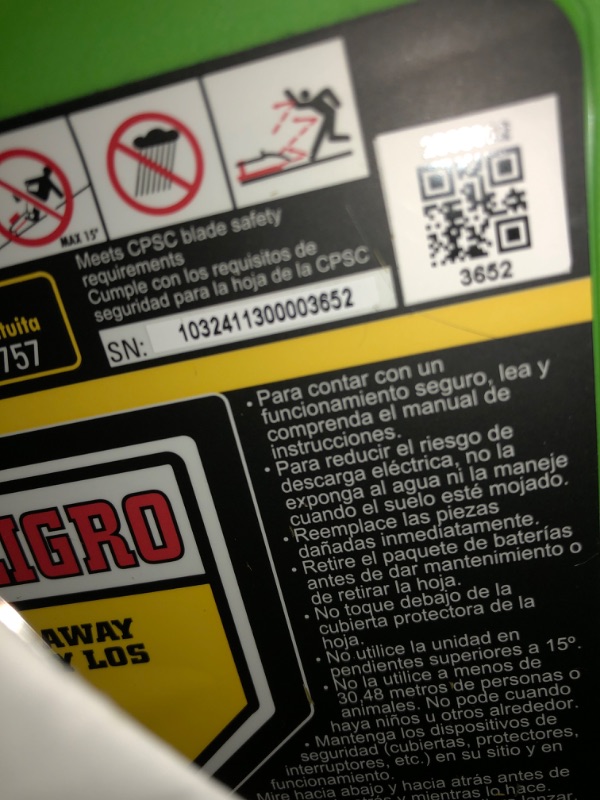 MAX 15°
Meets CPSC blade safety
requirements
Cumple con los requisitos de
seguridad para la hoja de la CPSC
SN: 1032411300003652
3652
tuita
757
IGRO
AWAY
Y LOS
• Para contar con un
funcionamiento seguro, lea y
comprenda el manual de
instrucciones.
• Para reducir el riesgo de
descarga eléctrica, no la
exponga al agua ni la maneje
cuando el suelo esté mojado.
• Reemplace las piezas
dañadas inmediatamente.
• Retire el paquete de baterías
antes de dar mantenimiento o
de retirar la hoja.
• No toque debajo de la
cubierta protectora de la
hoja.
• No utilice la unidad en
pendientes superiores a 15º.
• No la utilice a menos de
30,48 metros de personas o
animales. No pode cuando
haya niños u otros alrededor.
• Mantenga los dispositivos de
seguridad (cubiertas, protectores,
interruptores, etc.) en su sitio y en
funcionamiento.
Mire hacia abajo y hacia atrás antes de
y mientras lo hace.
lanzar